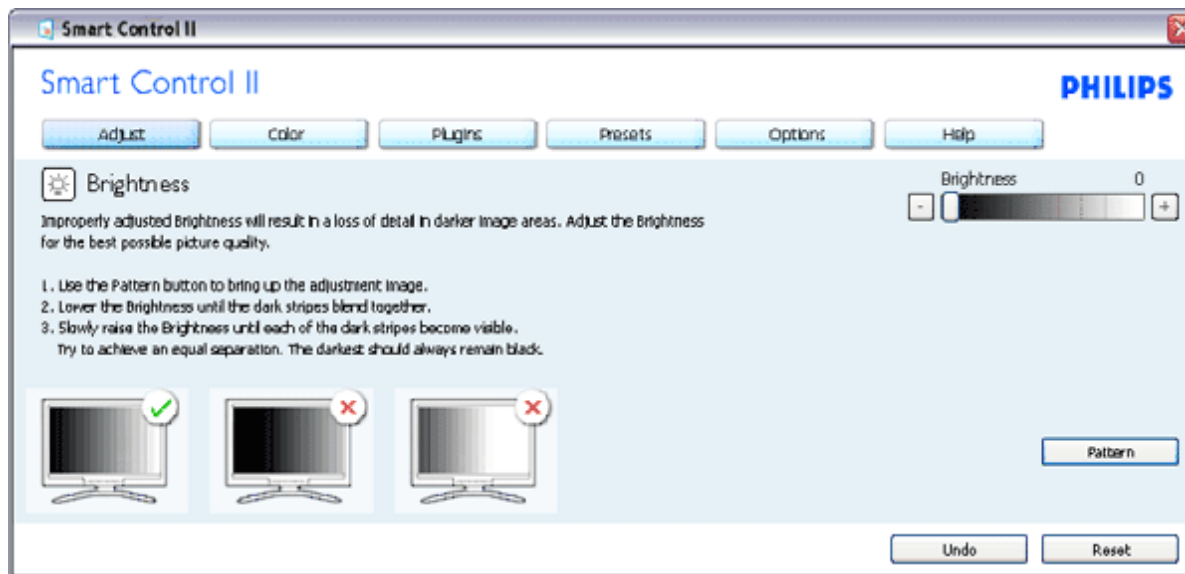 Smart Control II
Smart Control II
PHILIPS
Adjust Color Plugins Presets Options Help
Brightness
Brightness 0
- +
Improperly adjusted Brightness will result in a loss of detail in darker image areas. Adjust the Brightness
for the best possible picture quality.
1. Use the Pattern button to bring up the adjustment image.
2. Lower the Brightness until the dark stripes blend together.
3. Slowly raise the Brightness until each of the dark stripes become visible.
Try to achieve an equal separation. The darkest should always remain black.
Pattern
Undo Reset